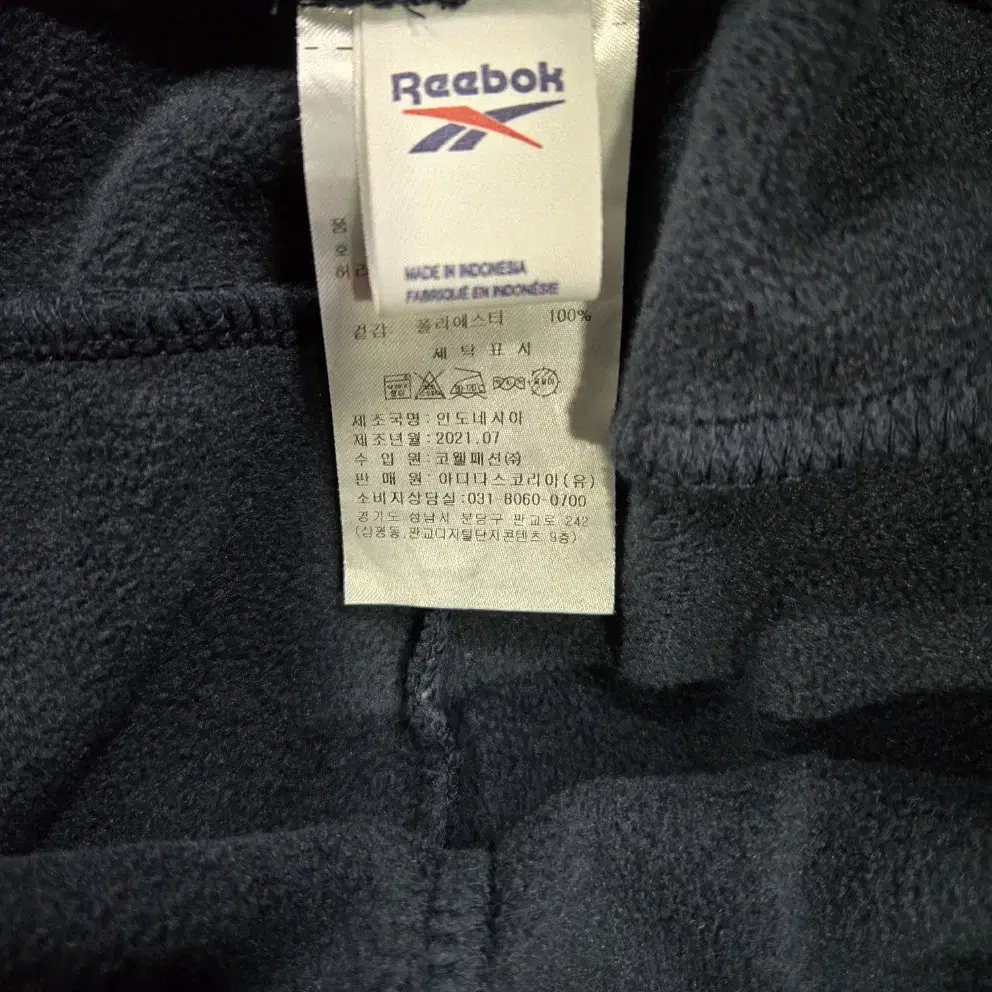 Reebok
MADE IN INDONESIA
FABRIQUÉ EN INDONÉSIE
품
호
허리
겉감: 폴리에스터 100%
세 탁 표 시
제조국명: 인도네시아
제조년월: 2021.07
수 입 원: 코웰패션(주)
판 매 원: 아디다스코리아(유)
소비자상담실: 031 8060-0700
경기도 성남시 분당구 판교로 242
(삼평동,판교디지털단지콘텐츠 9층)